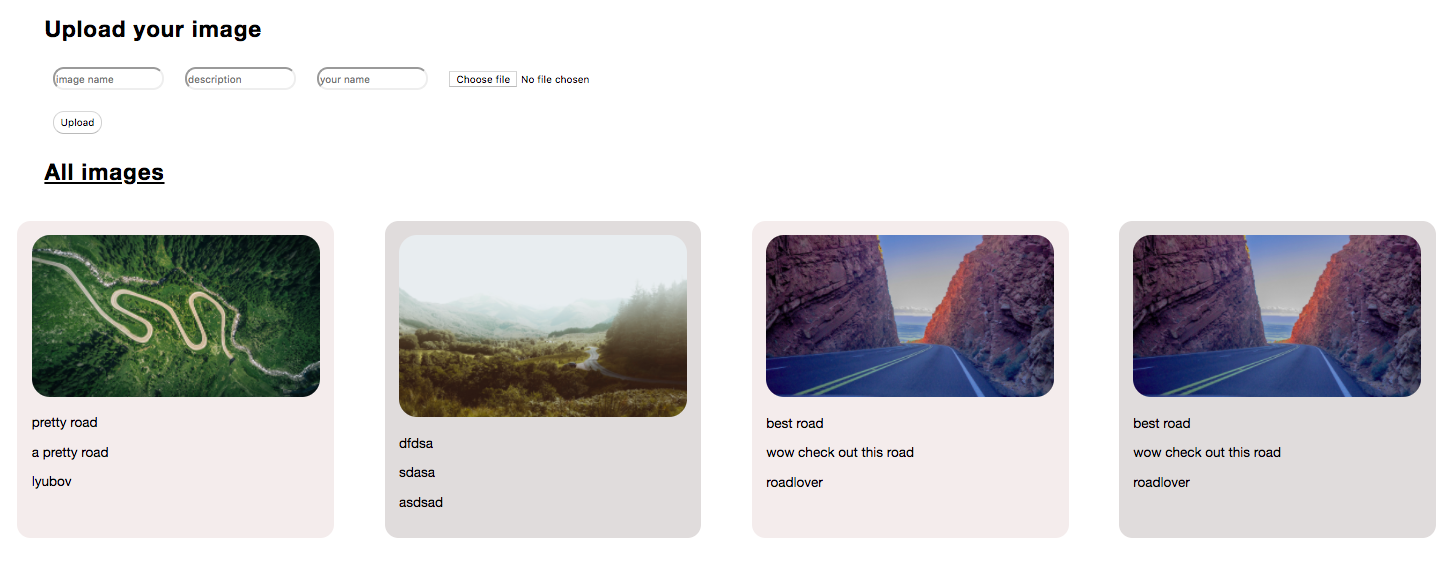 Upload your image
image name description your name Choose file No file chosen
Upload
All images
pretty road
a pretty road
lyubov
dfdsa
sdasa
asdsad
best road
wow check out this road
roadlover
best road
wow check out this road
roadlover